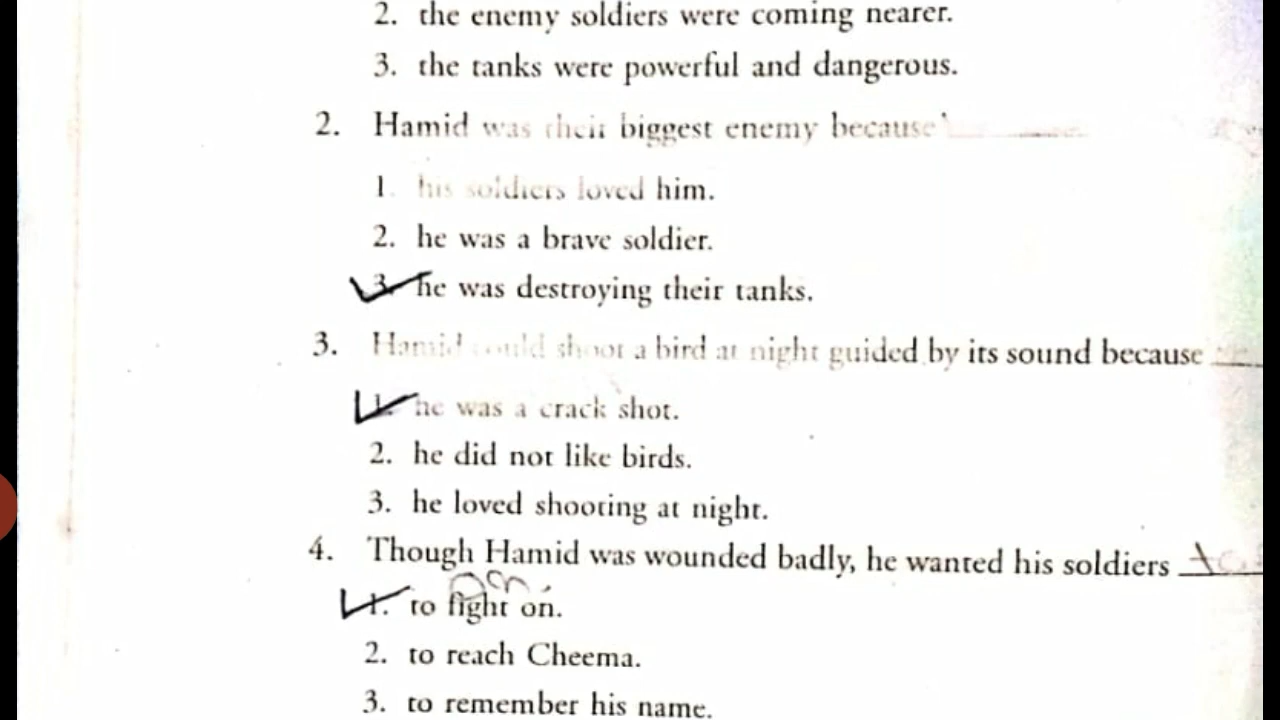 2. the enemy soldiers were coming nearer.
3. the tanks were powerful and dangerous.
2. Hamid was their biggest enemy because
1. his soldiers loved him.
2. he was a brave soldier.
3. he was destroying their tanks.
3. Hamid could shoot a bird at night guided by its sound because
1. he was a crack shot.
2. he did not like birds.
3. he loved shooting at night.
4. Though Hamid was wounded badly, he wanted his soldiers
1. to fight on.
2. to reach Cheema.
3. to remember his name.